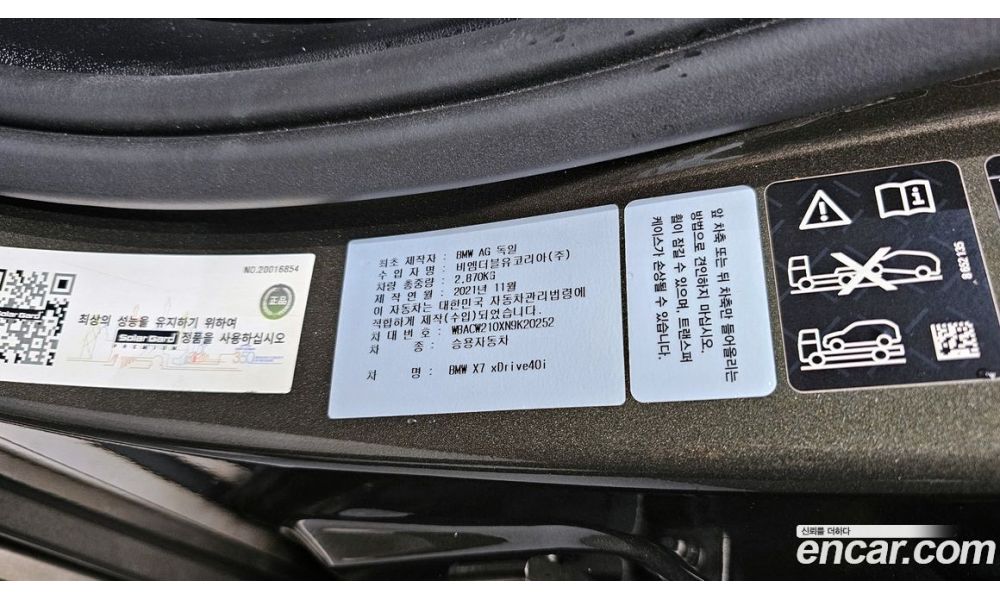 NO.20016854
正品
Solar Gard
최상의 성능을 유지하기 위하여
Solar Gard 정품을 사용하십시오
350
최초 제작자 : BMW AG 독일
수 입 자 명 : 비엠더블유코리아(주)
차량 총중량 : 2,870KG
제 작 연 월 : 2021년 11월
이 자동차는 대한민국 자동차관리법령에
적합하게 제작(수입)되었습니다.
차 대 번 호 : WBACW210XN9K20252
차 종 : 승용자동차
차 명 : BMW X7 xDrive40i
앞 차축 또는 뒤 차축만 들어올리는
방법으로 견인하지 마십시오.
휠이 잠길 수 있으며, 트랜스퍼
케이스가 손상될 수 있습니다.
신뢰를 더하다
encar.com